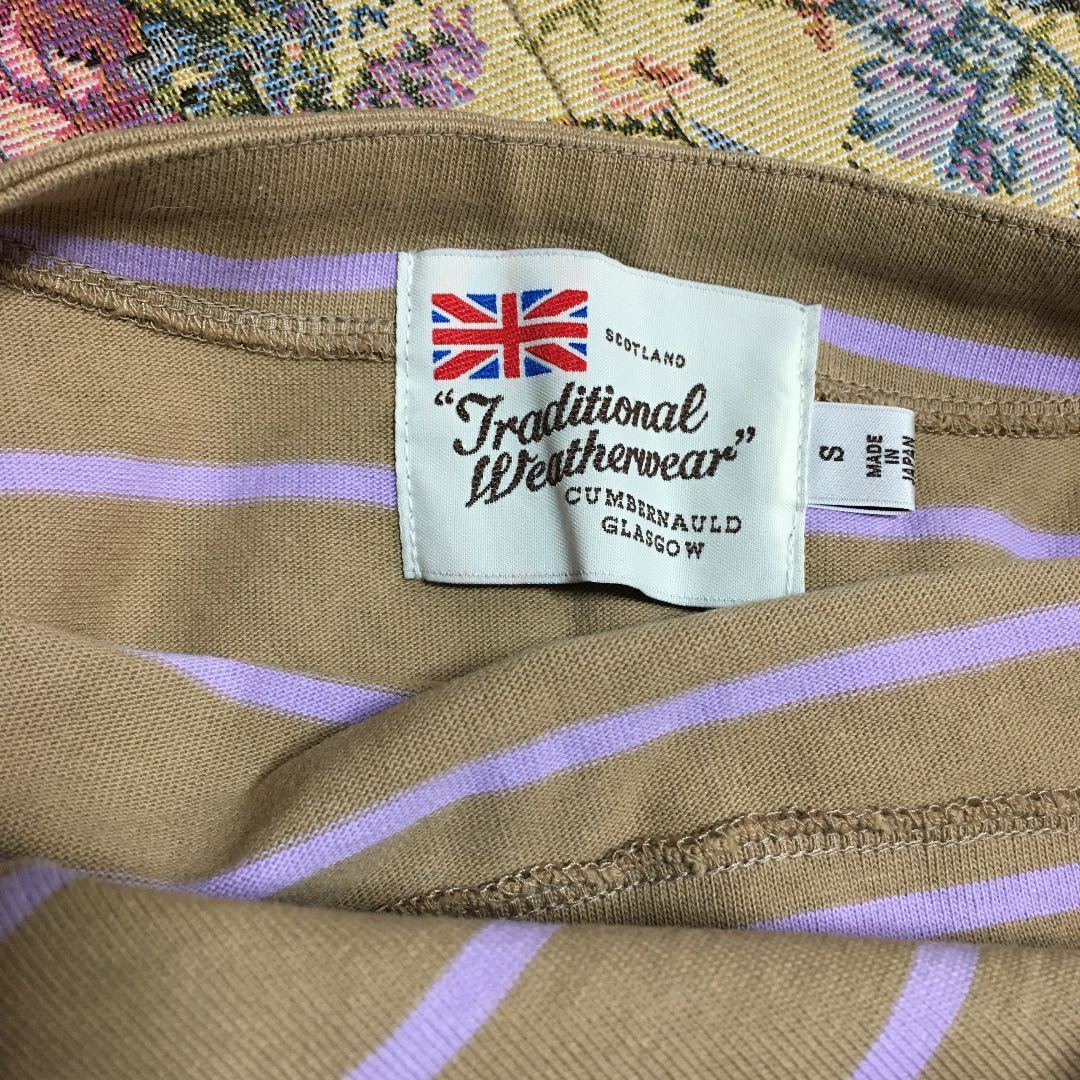 SCOTLAND
"Traditional
Weatherwear"
CUMBERNAULD
GLASGOW
S
MADE
IN
JAPAN